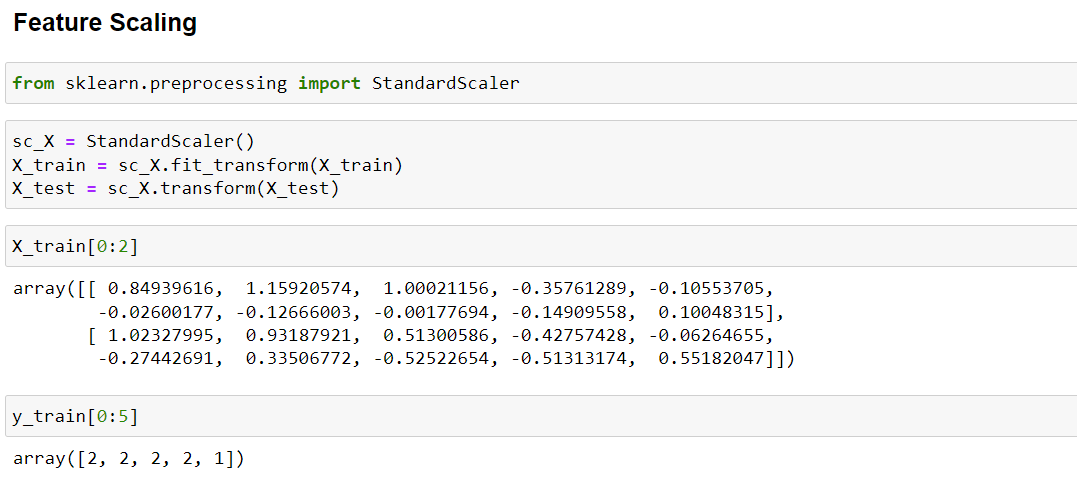 Feature Scaling
from sklearn.preprocessing import StandardScaler
sc_X = StandardScaler()
X_train = sc_X.fit_transform(X_train)
X_test = sc_X.transform(X_test)
X_train[0:2]
array([[ 0.84939616,  1.15920574,  1.00021156, -0.35761289, -0.10553705,
        -0.02600177, -0.12666003, -0.00177694, -0.14909558,  0.10048315],
       [ 1.02327995,  0.93187921,  0.51300586, -0.42757428, -0.06264655,
        -0.27442691,  0.33506772, -0.52522654, -0.51313174,  0.55182047]])
y_train[0:5]
array([2, 2, 2, 2, 1])